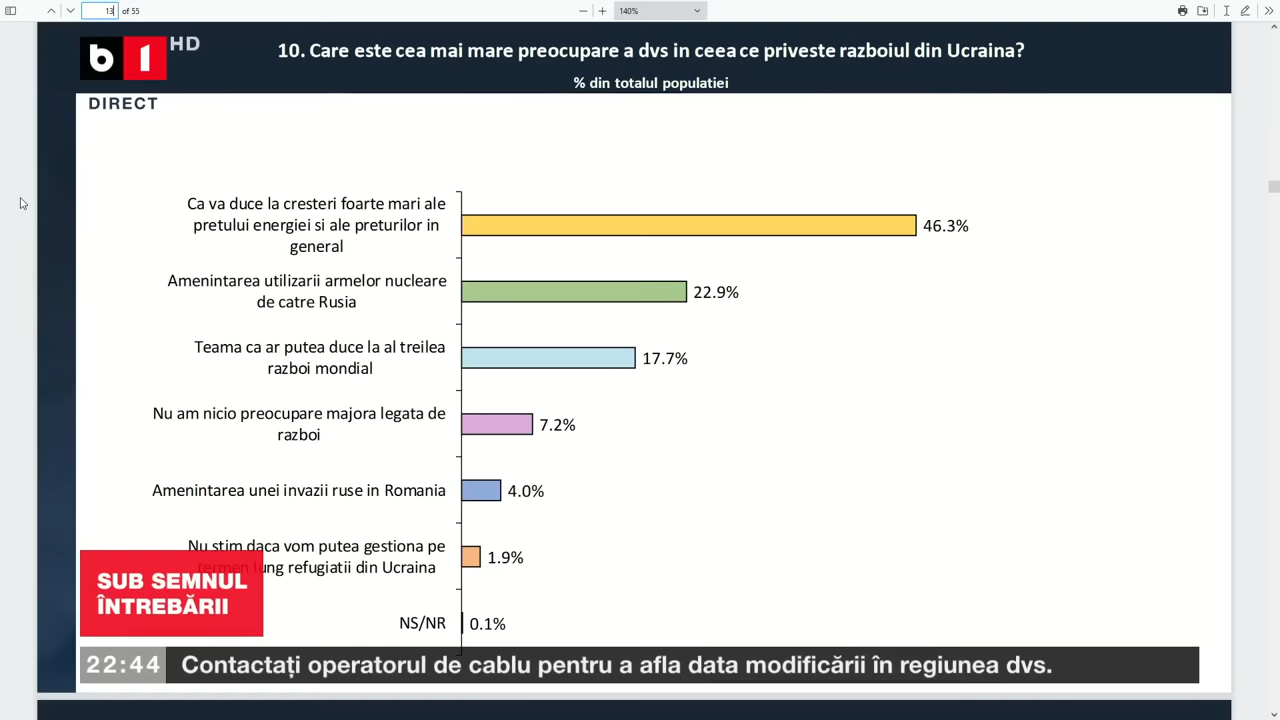 13 of 55
140%
b1 HD
DIRECT
10. Care este cea mai mare preocupare a dvs in ceea ce priveste razboiul din Ucraina?
% din totalul populatiei
Ca va duce la cresteri foarte mari ale
pretului energiei si ale preturilor in
general
46.3%
Amenintarea utilizarii armelor nucleare
de catre Rusia
22.9%
Teama ca ar putea duce la al treilea
razboi mondial
17.7%
Nu am nicio preocupare majora legata de
razboi
7.2%
Amenintarea unei invazii ruse in Romania
4.0%
Nu stim daca vom putea gestiona pe
termen lung refugiatii din Ucraina
1.9%
NS/NR
0.1%
SUB SEMNUL
ÎNTREBĂRII
22:44 Contactați operatorul de cablu pentru a afla data modificării în regiunea dvs.